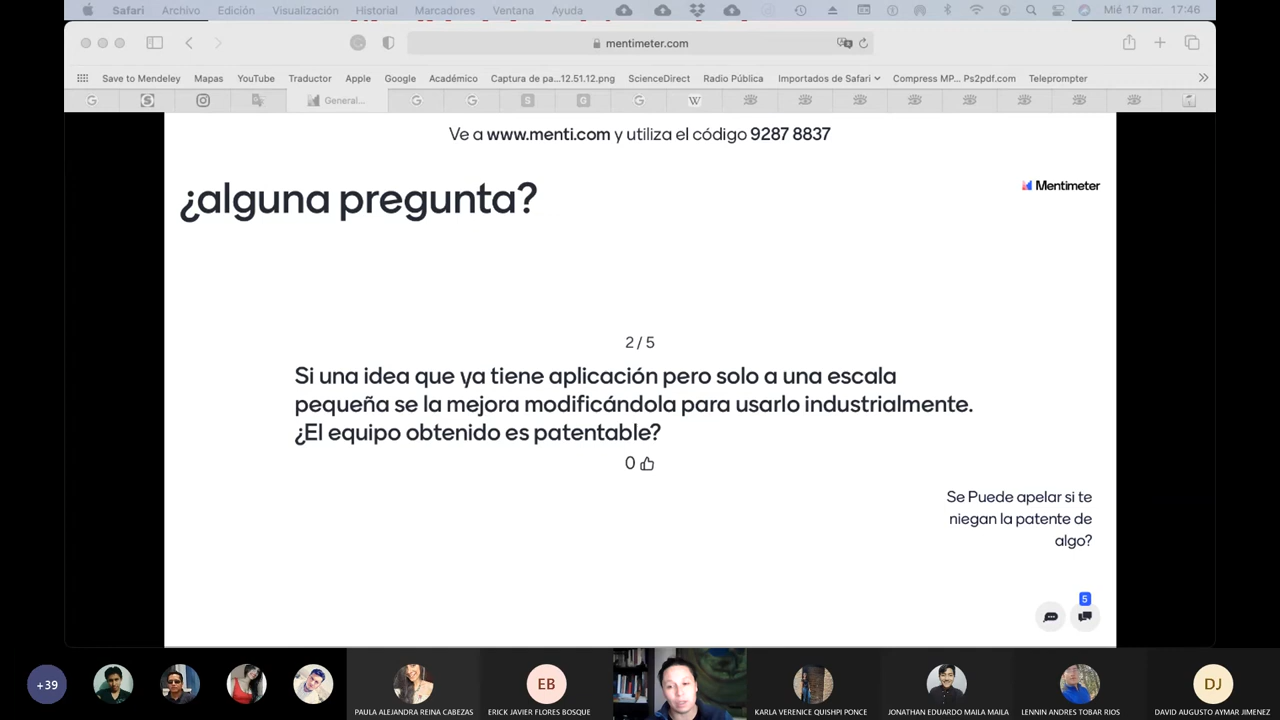 Safari Archivo Edición Visualización Historial Marcadores Ventana Ayuda Mié 17 mar. 17:46
mentimeter.com
Save to Mendeley Mapas YouTube Traductor Apple Google Académico Captura de pa...12.51.12.png ScienceDirect Radio Pública Importados de Safari Compress MP... Ps2pdf.com Teleprompter
General...
Ve a www.menti.com y utiliza el código 9287 8837
¿alguna pregunta?
Mentimeter
2 / 5
Si una idea que ya tiene aplicación pero solo a una escala
pequeña se la mejora modificándola para usarlo industrialmente.
¿El equipo obtenido es patentable?
0
Se Puede apelar si te
niegan la patente de
algo?
5
+39
EB
DJ
PAULA ALEJANDRA REINA CABEZAS ERICK JAVIER FLORES BOSQUE KARLA VERENICE QUISHPI PONCE JONATHAN EDUARDO MAILA MAILA LENNIN ANDRES TOBAR RIOS DAVID AUGUSTO AYMAR JIMENEZ